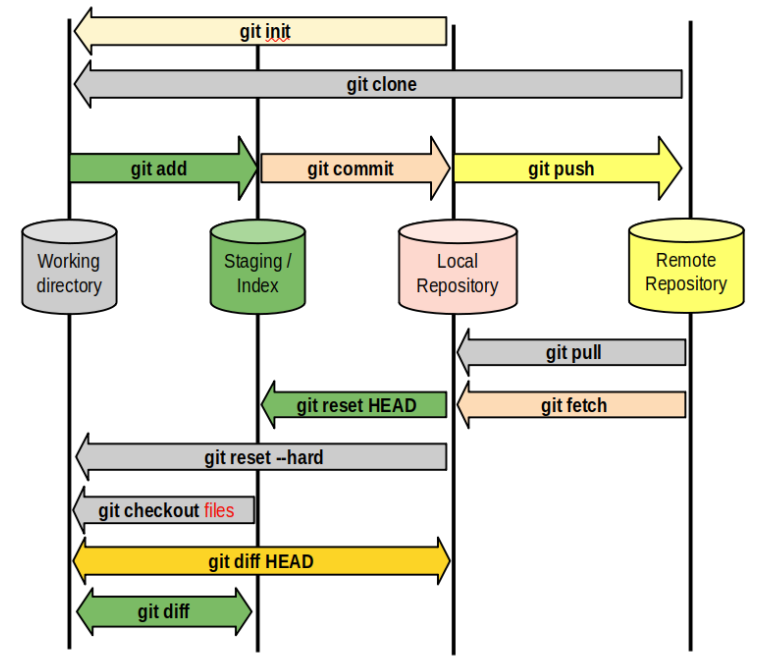 git init
git clone
git add
git commit
git push
Working
directory
Staging /
Index
Local
Repository
Remote
Repository
git pull
git reset HEAD
git fetch
git reset --hard
git checkout files
git diff HEAD
git diff